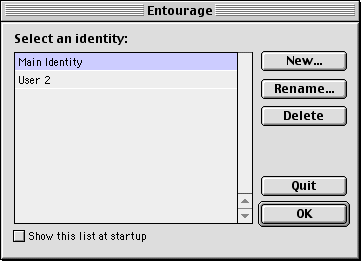 Entourage
Select an identity:
Main Identity
User 2
New...
Rename...
Delete
Quit
OK
Show this list at startup